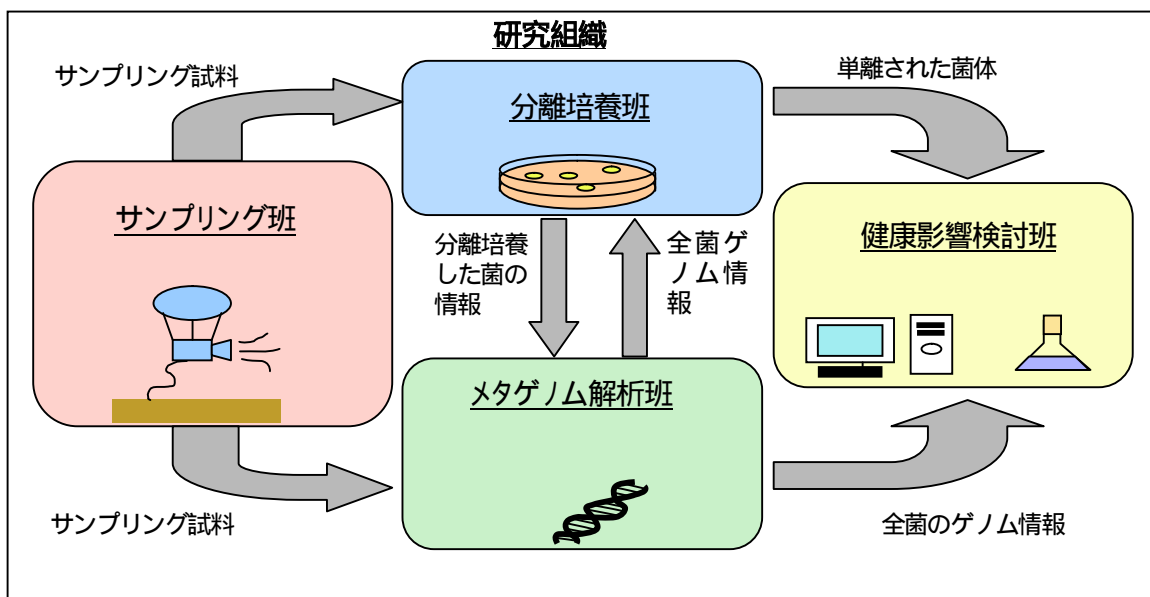 研究組織
サンプリング試料
分離培養班
単離された菌体
サンプリング班
分離培養
した菌の
情報
全菌ゲ
ノム情
報
健康影響検討班
メタゲノム解析班
サンプリング試料
全菌のゲノム情報